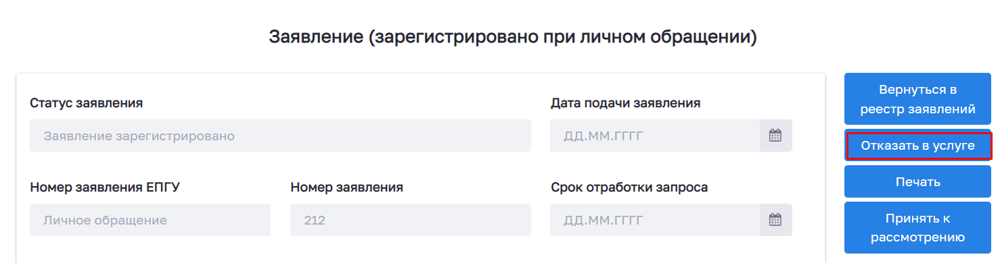 Заявление (зарегистрировано при личном обращении)
Статус заявления
Дата подачи заявления
Заявление зарегистрировано
ДД.ММ.ГГГГ
Номер заявления ЕПГУ
Номер заявления
Срок отработки запроса
Личное обращение
212
ДД.ММ.ГГГГ
Вернуться в
реестр заявлений
Отказать в услуге
Печать
Принять к
рассмотрению